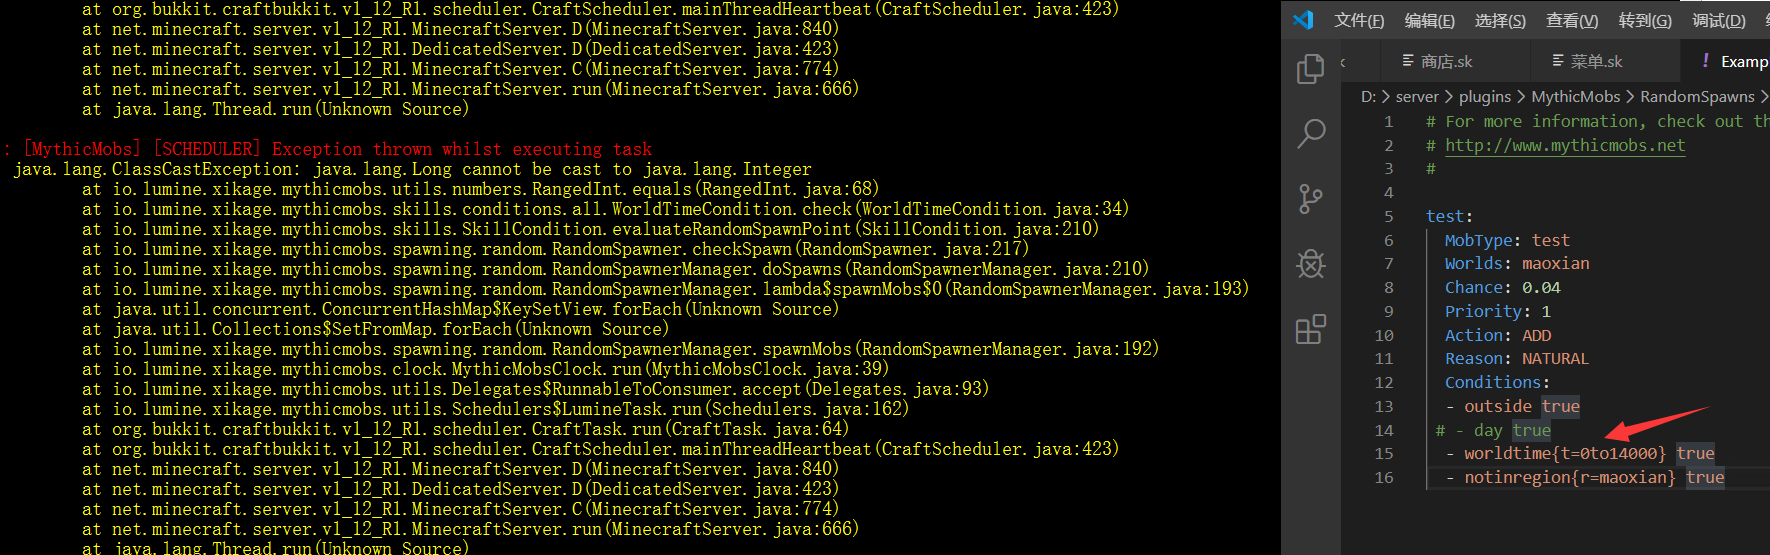 at org.bukkit.craftbukkit.v1_12_R1.scheduler.CraftScheduler.mainThreadHeartbeat(CraftScheduler.java:423)
at net.minecraft.server.v1_12_R1.MinecraftServer.D(MinecraftServer.java:840)
at net.minecraft.server.v1_12_R1.DedicatedServer.D(DedicatedServer.java:423)
at net.minecraft.server.v1_12_R1.MinecraftServer.C(MinecraftServer.java:774)
at net.minecraft.server.v1_12_R1.MinecraftServer.run(MinecraftServer.java:666)
at java.lang.Thread.run(Unknown Source)
: [MythicMobs] [SCHEDULER] Exception thrown whilst executing task
java.lang.ClassCastException: java.lang.Long cannot be cast to java.lang.Integer
at io.lumine.xikage.mythicmobs.utils.numbers.RangedInt.equals(RangedInt.java:68)
at io.lumine.xikage.mythicmobs.skills.conditions.all.WorldTimeCondition.check(WorldTimeCondition.java:34)
at io.lumine.xikage.mythicmobs.skills.SkillCondition.evaluateRandomSpawnPoint(SkillCondition.java:210)
at io.lumine.xikage.mythicmobs.spawning.random.RandomSpawner.checkSpawn(RandomSpawner.java:217)
at io.lumine.xikage.mythicmobs.spawning.random.RandomSpawnerManager.doSpawns(RandomSpawnerManager.java:210)
at io.lumine.xikage.mythicmobs.spawning.random.RandomSpawnerManager.lambda$spawnMobs$0(RandomSpawnerManager.java:193)
at java.util.concurrent.ConcurrentHashMap$KeySetView.forEach(Unknown Source)
at java.util.Collections$SetFromMap.forEach(Unknown Source)
at io.lumine.xikage.mythicmobs.spawning.random.RandomSpawnerManager.spawnMobs(RandomSpawnerManager.java:192)
at io.lumine.xikage.mythicmobs.clock.MythicMobsClock.run(MythicMobsClock.java:39)
at io.lumine.xikage.mythicmobs.utils.Delegates$RunnableToConsumer.accept(Delegates.java:93)
at io.lumine.xikage.mythicmobs.utils.Schedulers$LumineTask.run(Schedulers.java:162)
at org.bukkit.craftbukkit.v1_12_R1.scheduler.CraftTask.run(CraftTask.java:64)
at org.bukkit.craftbukkit.v1_12_R1.scheduler.CraftScheduler.mainThreadHeartbeat(CraftScheduler.java:423)
at net.minecraft.server.v1_12_R1.MinecraftServer.D(MinecraftServer.java:840)
at net.minecraft.server.v1_12_R1.DedicatedServer.D(DedicatedServer.java:423)
at net.minecraft.server.v1_12_R1.MinecraftServer.C(MinecraftServer.java:774)
at net.minecraft.server.v1_12_R1.MinecraftServer.run(MinecraftServer.java:666)
at java.lang.Thread.run(Unknown Source)
文件(F) 编辑(E) 选择(S) 查看(V) 转到(G) 调试(D)
k 商店.sk 菜单.sk ! Examp
D: > server > plugins > MythicMobs > RandomSpawns >
1 # For more information, check out th
2 # http://www.mythicmobs.net
3 #
4
5 test:
6 MobType: test
7 Worlds: maoxian
8 Chance: 0.04
9 Priority: 1
10 Action: ADD
11 Reason: NATURAL
12 Conditions:
13 - outside true
14 # - day true
15 - worldtime{t=0to14000} true
16 - notinregion{r=maoxian} true